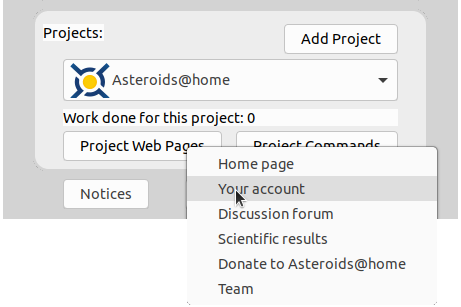 Projects:
Add Project
Asteroids@home
Work done for this project: 0
Project Web Pages
Project Commands
Notices
Home page
Your account
Discussion forum
Scientific results
Donate to Asteroids@home
Team